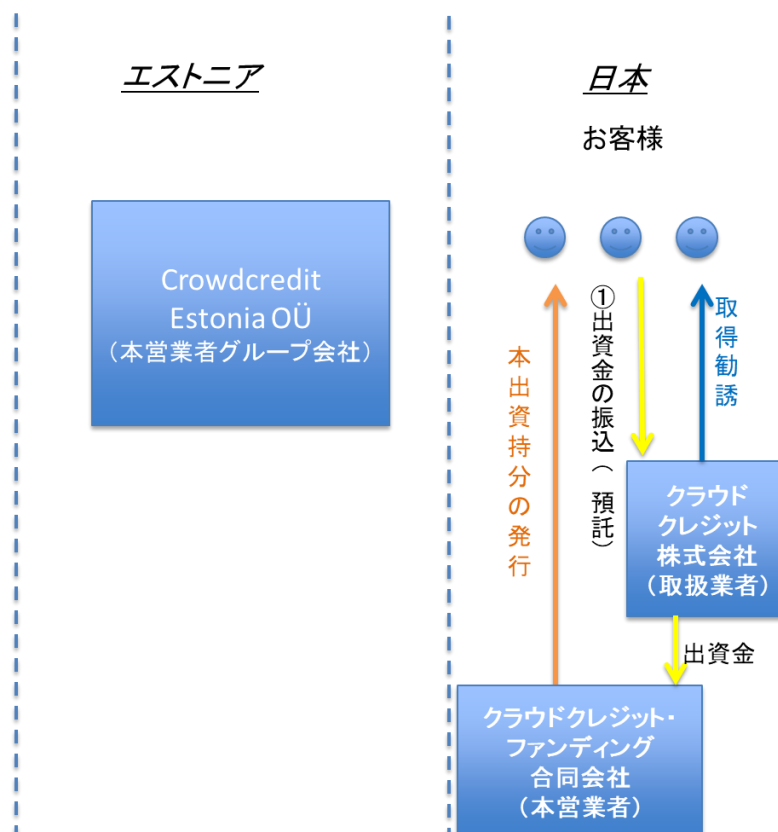 エストニア
日本
お客様
Crowdcredit
Estonia OÜ
（本営業者グループ会社）
本出資持分の発行
①出資金の振込（預託）
取得勧誘
クラウド
クレジット
株式会社
（取扱業者）
出資金
クラウドクレジット・
ファンディング
合同会社
（本営業者）